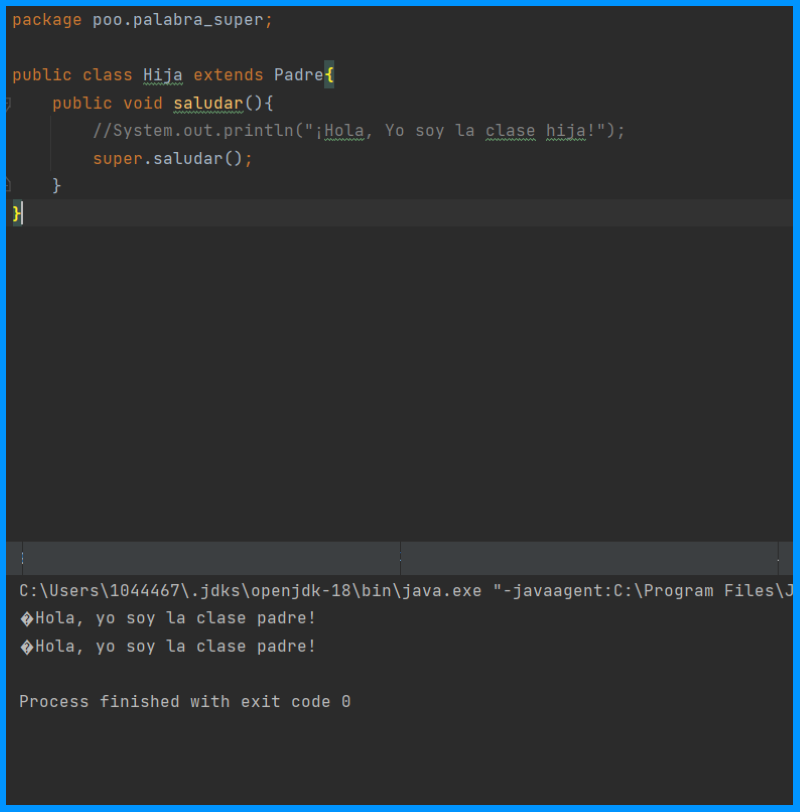 package poo.palabra_super;
public class Hija extends Padre{
public void saludar(){
//System.out.println("¡Hola, Yo soy la clase hija!");
super.saludar();
}
}
C:\Users\1044467\.jdks\openjdk-18\bin\java.exe "-javaagent:C:\Program Files\J
�Hola, yo soy la clase padre!
�Hola, yo soy la clase padre!
Process finished with exit code 0